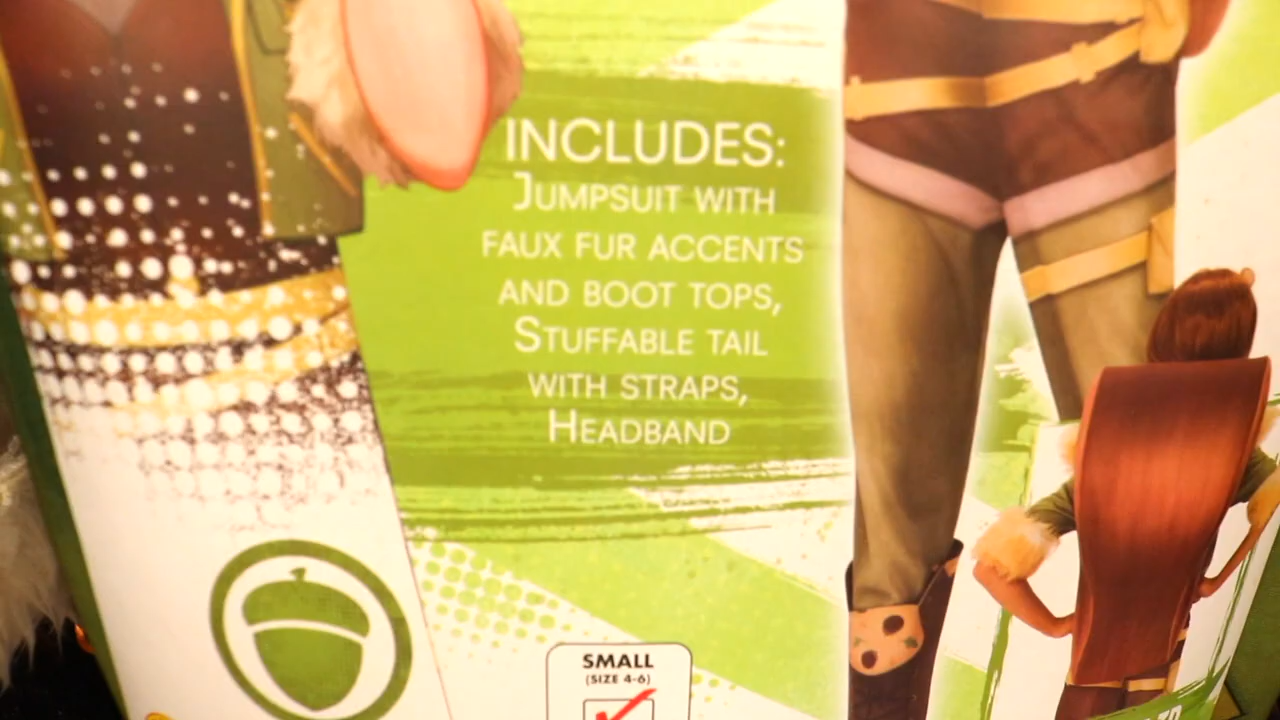 INCLUDES:
JUMPSUIT WITH
FAUX FUR ACCENTS
AND BOOT TOPS,
STUFFABLE TAIL
WITH STRAPS,
HEADBAND
SMALL
(SIZE 4-6)